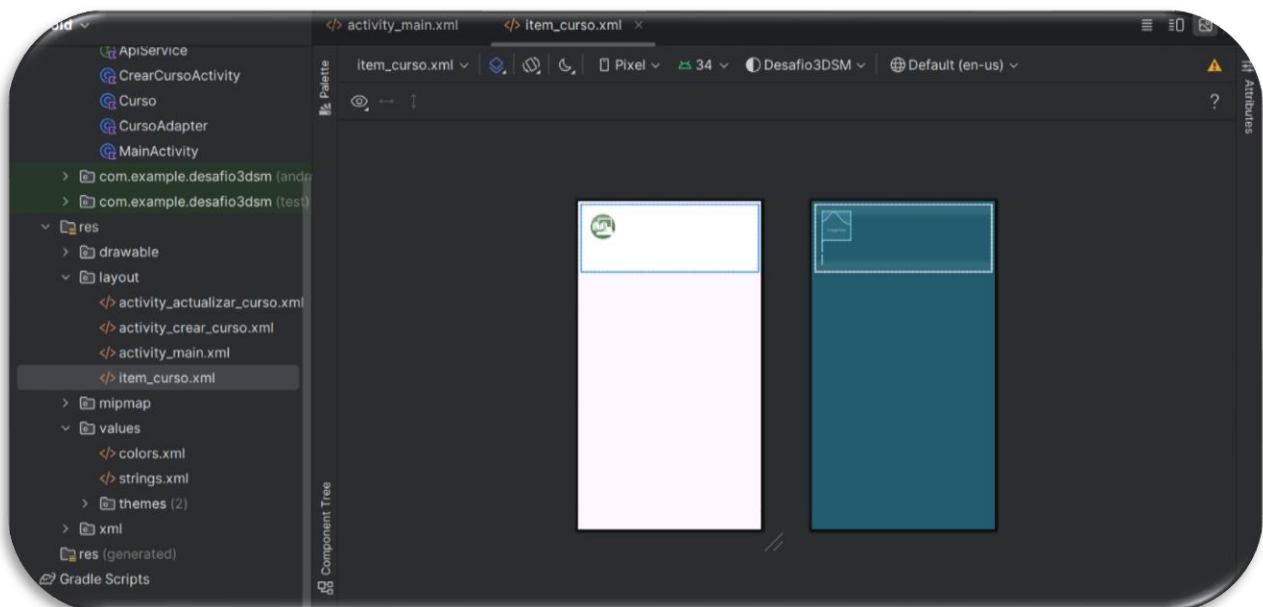 activity_main.xml
item_curso.xml
ApiService
CrearCursoActivity
Curso
CursoAdapter
MainActivity
com.example.desafio3dsm (andr
com.example.desafio3dsm (test)
res
drawable
layout
activity_actualizar_curso.xml
activity_crear_curso.xml
activity_main.xml
item_curso.xml
mipmap
values
colors.xml
strings.xml
themes (2)
xml
res (generated)
Gradle Scripts
Palette
Component Tree
item_curso.xml
Pixel
34
Desafio3DSM
Default (en-us)
?
Attributes